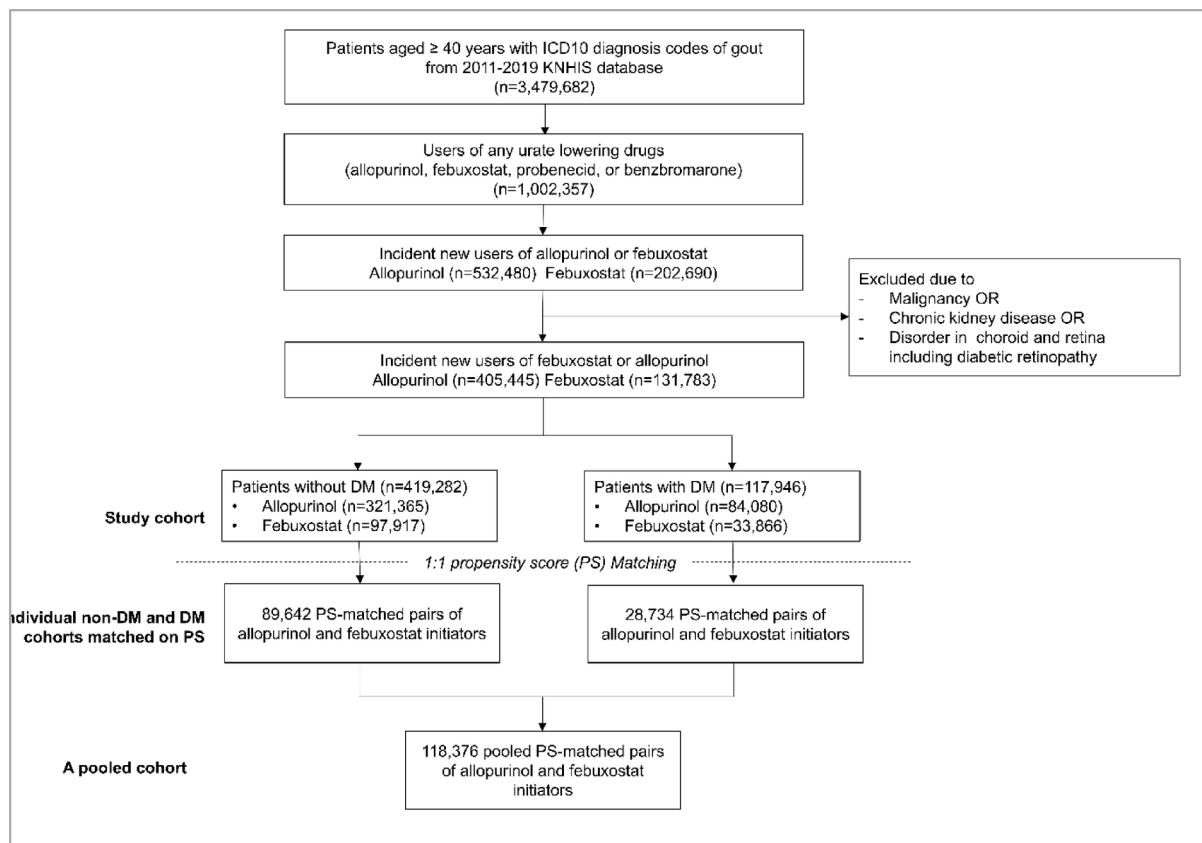 Patients aged ≥ 40 years with ICD10 diagnosis codes of gout
from 2011-2019 KNHIS database
(n=3,479,682)
Users of any urate lowering drugs
(allopurinol, febuxostat, probenecid, or benzbromarone)
(n=1,002,357)
Incident new users of allopurinol or febuxostat
Allopurinol (n=532,480) Febuxostat (n=202,690)
Excluded due to
- Malignancy OR
- Chronic kidney disease OR
- Disorder in choroid and retina
including diabetic retinopathy
Incident new users of febuxostat or allopurinol
Allopurinol (n=405,445) Febuxostat (n=131,783)
Study cohort
Patients without DM (n=419,282)
• Allopurinol (n=321,365)
• Febuxostat (n=97,917)
Patients with DM (n=117,946)
• Allopurinol (n=84,080)
• Febuxostat (n=33,866)
1:1 propensity score (PS) Matching
ndividual non-DM and DM
cohorts matched on PS
89,642 PS-matched pairs of
allopurinol and febuxostat initiators
28,734 PS-matched pairs of
allopurinol and febuxostat initiators
A pooled cohort
118,376 pooled PS-matched pairs
of allopurinol and febuxostat
initiators